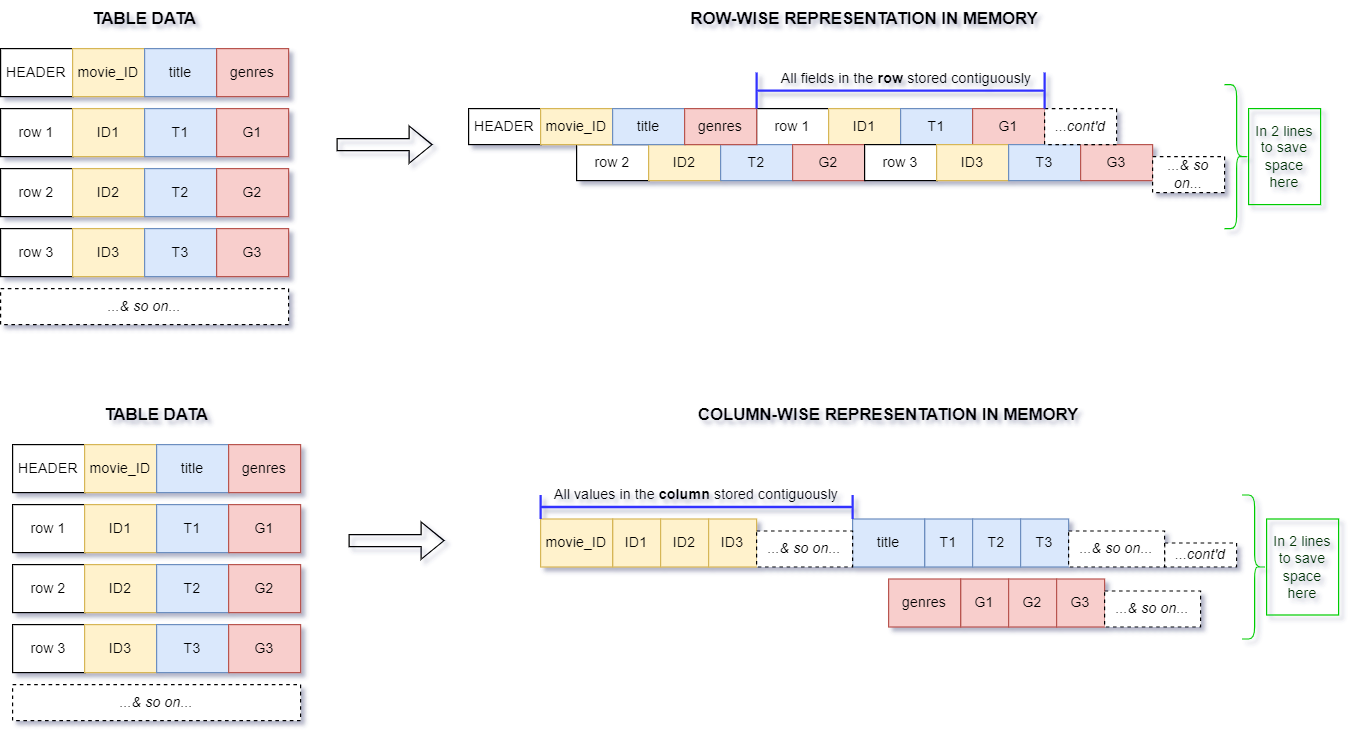 TABLE DATA
ROW-WISE REPRESENTATION IN MEMORY
HEADER movie_ID title genres
row 1 ID1 T1 G1
row 2 ID2 T2 G2
row 3 ID3 T3 G3
...& so on...
All fields in the row stored contiguously
HEADER movie_ID title genres row 1 ID1 T1 G1 ...cont'd
row 2 ID2 T2 G2 row 3 ID3 T3 G3 ...& so
on...
In 2 lines
to save
space
here
TABLE DATA
COLUMN-WISE REPRESENTATION IN MEMORY
HEADER movie_ID title genres
row 1 ID1 T1 G1
row 2 ID2 T2 G2
row 3 ID3 T3 G3
...& so on...
All values in the column stored contiguously
movie_ID ID1 ID2 ID3 ...& so on... title T1 T2 T3 ...& so on... ...cont'd
genres G1 G2 G3 ...& so on...
In 2 lines
to save
space
here